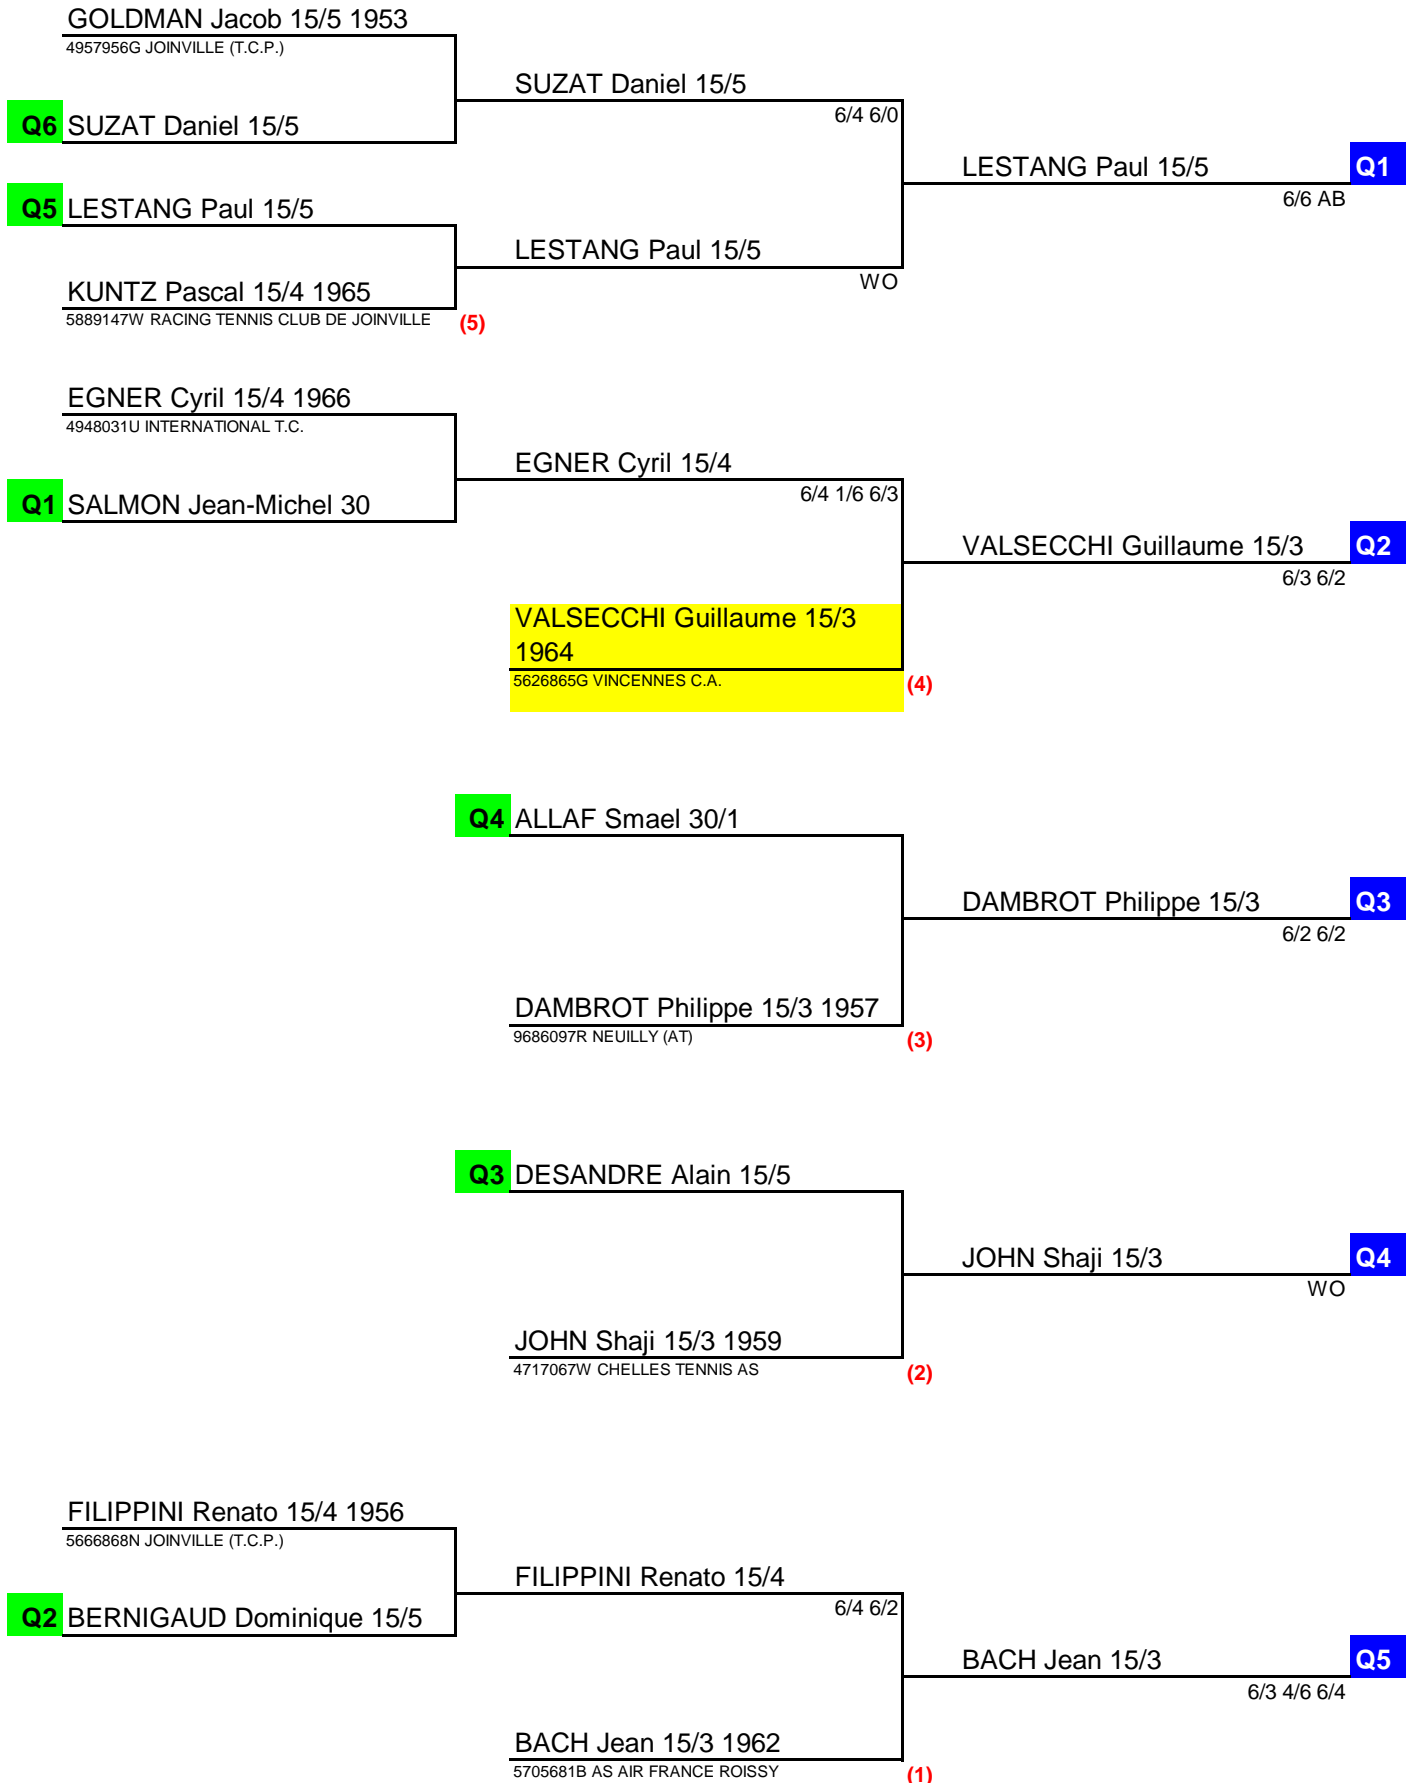 GOLDMAN Jacob 15/5 1953
4957956G JOINVILLE (T.C.P.)
SUZAT Daniel 15/5
6/4 6/0
Q6 SUZAT Daniel 15/5
LESTANG Paul 15/5 Q1
6/6 AB
Q5 LESTANG Paul 15/5
LESTANG Paul 15/5
WO
KUNTZ Pascal 15/4 1965
5889147W RACING TENNIS CLUB DE JOINVILLE (5)
EGNER Cyril 15/4 1966
4948031U INTERNATIONAL T.C.
EGNER Cyril 15/4
6/4 1/6 6/3
Q1 SALMON Jean-Michel 30
VALSECCHI Guillaume 15/3 Q2
6/3 6/2
VALSECCHI Guillaume 15/3
1964
5626865G VINCENNES C.A. (4)
Q4 ALLAF Smael 30/1
DAMBROT Philippe 15/3 Q3
6/2 6/2
DAMBROT Philippe 15/3 1957
9686097R NEUILLY (AT) (3)
Q3 DESANDRE Alain 15/5
JOHN Shaji 15/3 Q4
WO
JOHN Shaji 15/3 1959
4717067W CHELLES TENNIS AS (2)
FILIPPINI Renato 15/4 1956
5666868N JOINVILLE (T.C.P.)
FILIPPINI Renato 15/4
6/4 6/2
Q2 BERNIGAUD Dominique 15/5
BACH Jean 15/3 Q5
6/3 4/6 6/4
BACH Jean 15/3 1962
5705681B AS AIR FRANCE ROISSY (1)